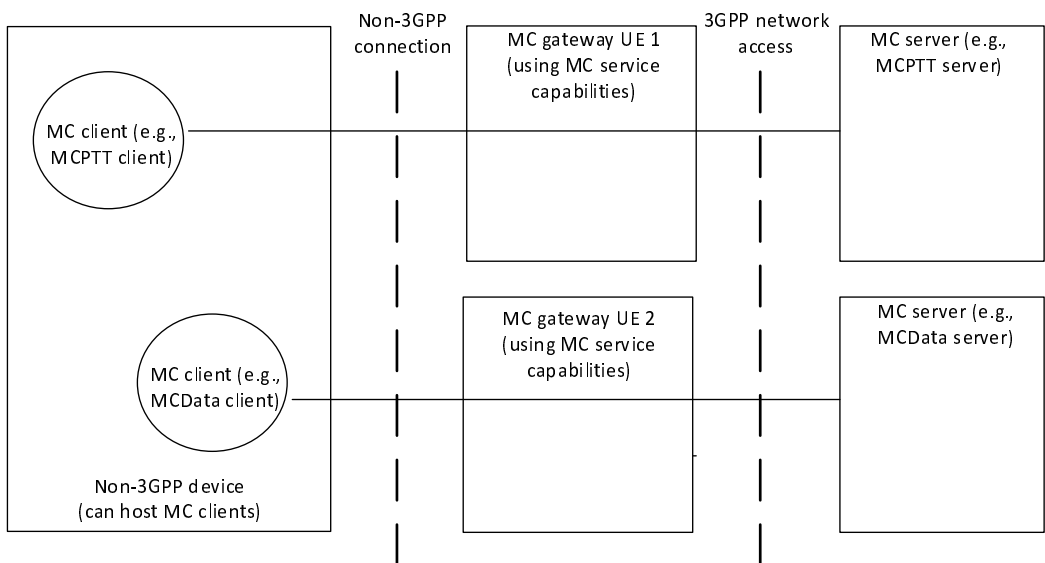 Non-3GPP
connection
MC gateway UE 1
(using MC service
capabilities)
3GPP network
access
MC server (e.g.,
MCPTT server)
MC client (e.g.,
MCPTT client)
MC gateway UE 2
(using MC service
capabilities)
MC server (e.g.,
MCData server)
MC client (e.g.,
MCData client)
Non-3GPP device
(can host MC clients)